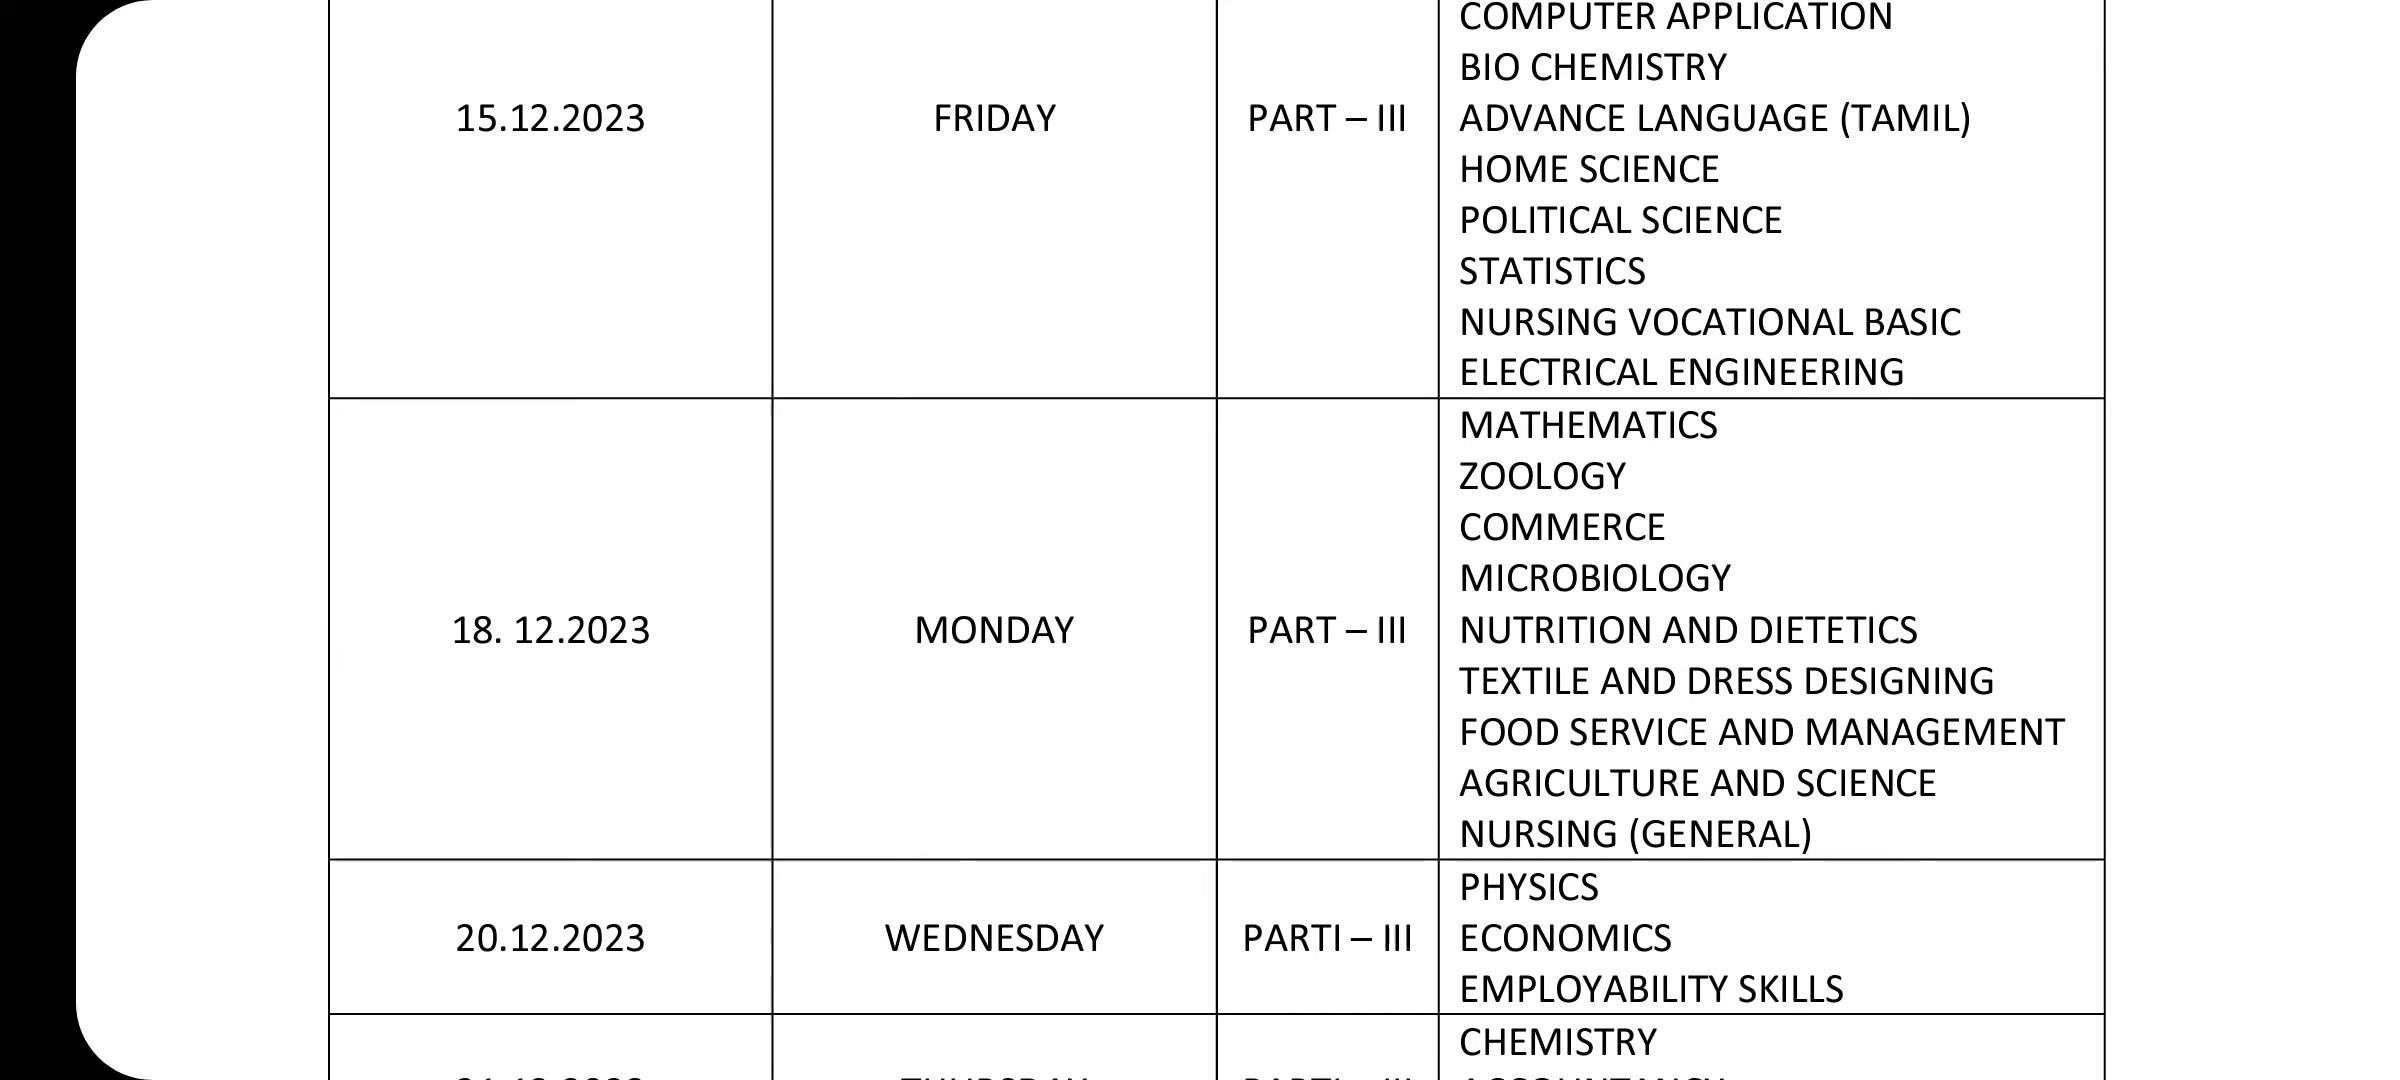 COMPUTER APPLICATION
BIO CHEMISTRY
15.12.2023 FRIDAY PART – III ADVANCE LANGUAGE (TAMIL)
HOME SCIENCE
POLITICAL SCIENCE
STATISTICS
NURSING VOCATIONAL BASIC
ELECTRICAL ENGINEERING
MATHEMATICS
ZOOLOGY
COMMERCE
MICROBIOLOGY
18. 12.2023 MONDAY PART – III NUTRITION AND DIETETICS
TEXTILE AND DRESS DESIGNING
FOOD SERVICE AND MANAGEMENT
AGRICULTURE AND SCIENCE
NURSING (GENERAL)
PHYSICS
20.12.2023 WEDNESDAY PARTI – III ECONOMICS
EMPLOYABILITY SKILLS
CHEMISTRY